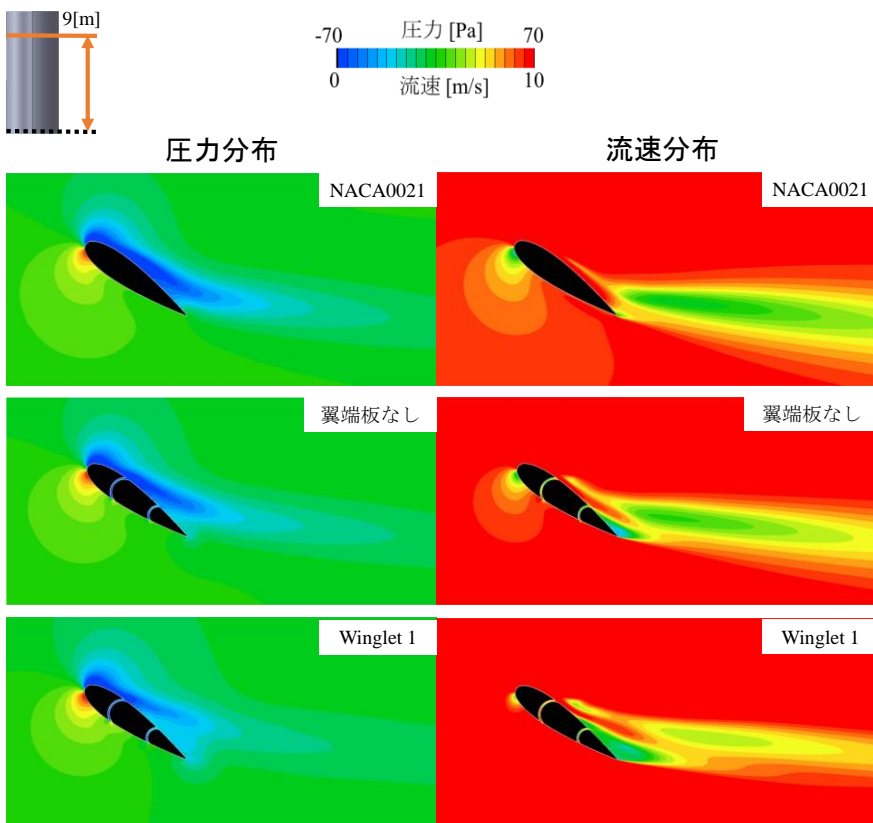 9[m]
-70 圧力 [Pa] 70
0 流速 [m/s] 10
圧力分布 流速分布
NACA0021 NACA0021
翼端板なし 翼端板なし
Winglet 1 Winglet 1